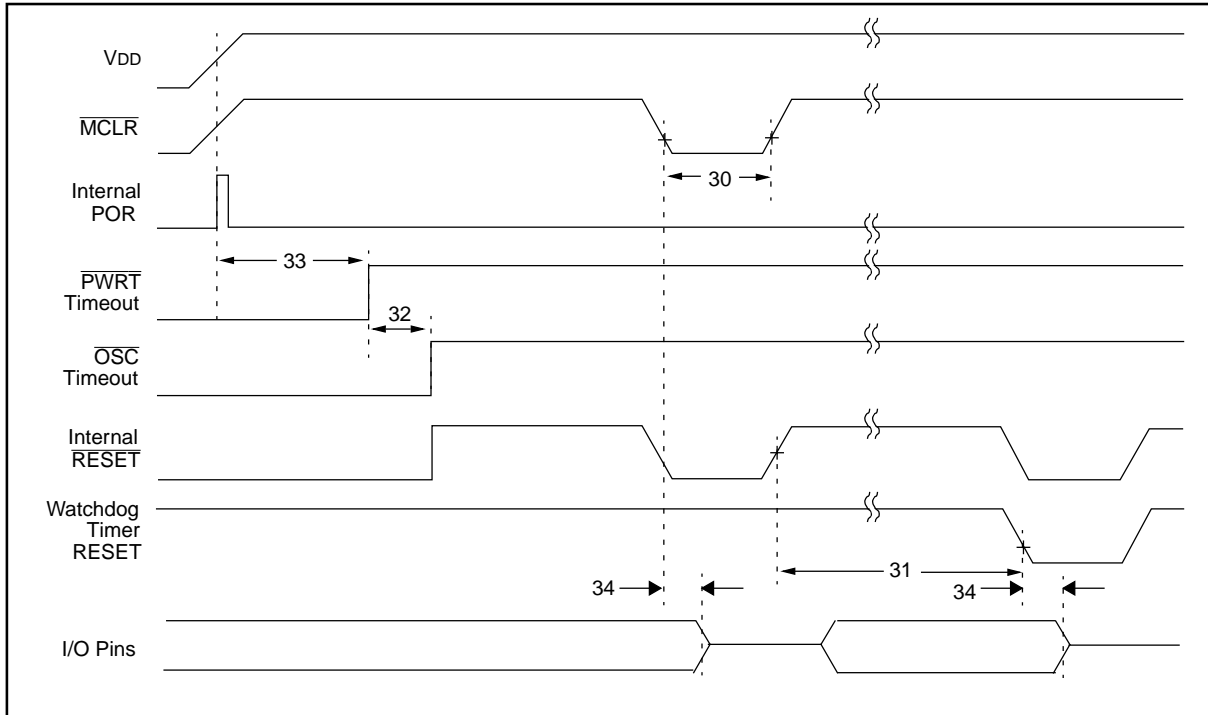 VDD
MCLR
30
Internal
POR
33
PWRT
Timeout
32
OSC
Timeout
Internal
RESET
Watchdog
Timer
RESET
31
34
34
I/O Pins